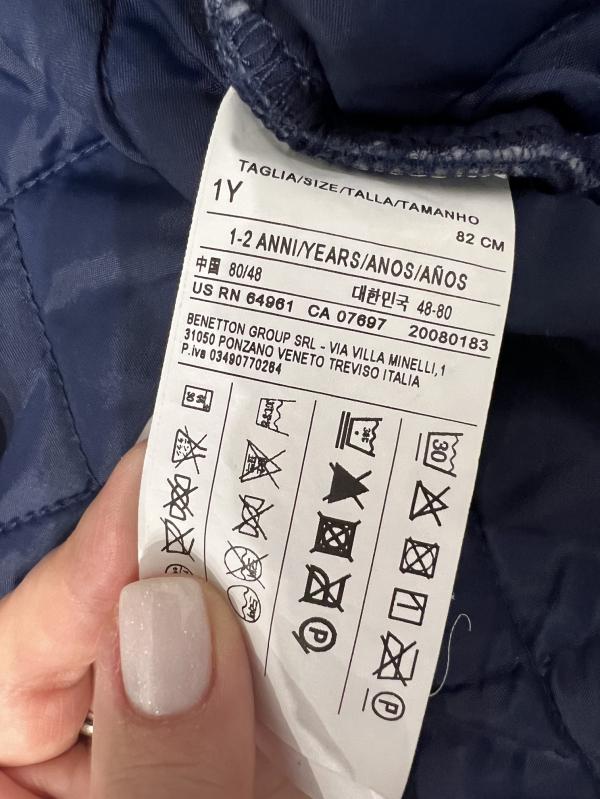 TAGLIA/SIZE/TALLA/TAMANHO
1Y
82 CM
1-2 ANNI/YEARS/ANOS/AÑOS
中国 80/48 대한민국 48-80
US RN 64961 CA 07697 20080183
BENETTON GROUP SRL - VIA VILLA MINELLI,1
31050 PONZANO VENETO TREVISO ITALIA
P.iva 03490770264
30
P
P